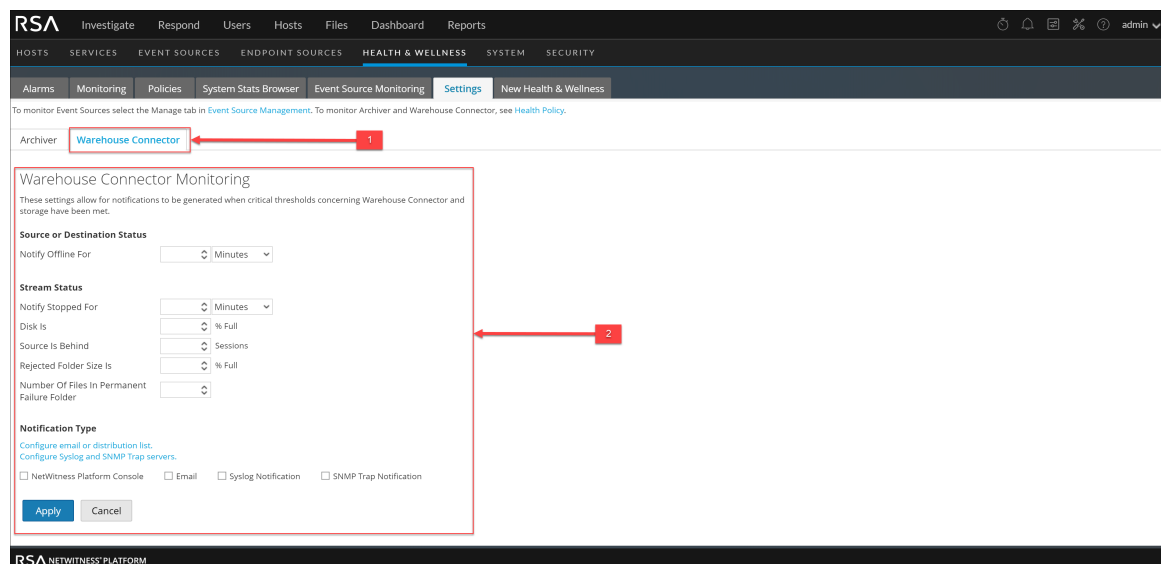 RSA Investigate Respond Users Hosts Files Dashboard Reports admin
HOSTS SERVICES EVENT SOURCES ENDPOINT SOURCES HEALTH & WELLNESS SYSTEM SECURITY
Alarms Monitoring Policies System Stats Browser Event Source Monitoring Settings New Health & Wellness
To monitor Event Sources select the Manage tab in Event Source Management. To monitor Archiver and Warehouse Connector, see Health Policy.
Archiver Warehouse Connector 1
Warehouse Connector Monitoring
These settings allow for notifications to be generated when critical thresholds concerning Warehouse Connector and
storage have been met.
Source or Destination Status
Notify Offline For Minutes
Stream Status
Notify Stopped For Minutes
Disk Is % Full
2
Source Is Behind Sessions
Rejected Folder Size Is % Full
Number Of Files In Permanent
Failure Folder
Notification Type
Configure email or distribution list.
Configure Syslog and SNMP Trap servers.
NetWitness Platform Console Email Syslog Notification SNMP Trap Notification
Apply Cancel
RSA NETWITNESS® PLATFORM